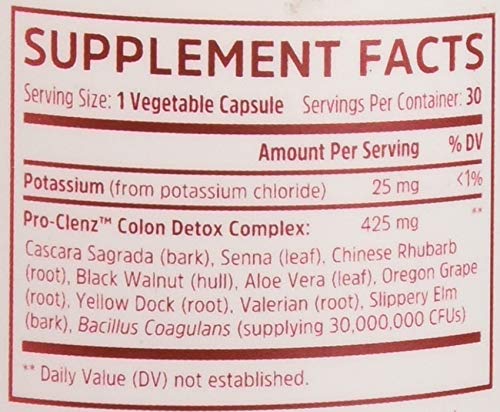 SUPPLEMENT FACTS
Serving Size: 1 Vegetable Capsule Servings Per Container: 30
Amount Per Serving % DV
Potassium (from potassium chloride) 25 mg <1%
Pro-Clenz™ Colon Detox Complex: 425 mg **
Cascara Sagrada (bark), Senna (leaf), Chinese Rhubarb
(root), Black Walnut (hull), Aloe Vera (leaf), Oregon Grape
(root), Yellow Dock (root), Valerian (root), Slippery Elm
(bark), Bacillus Coagulans (supplying 30,000,000 CFUs)
** Daily Value (DV) not established.